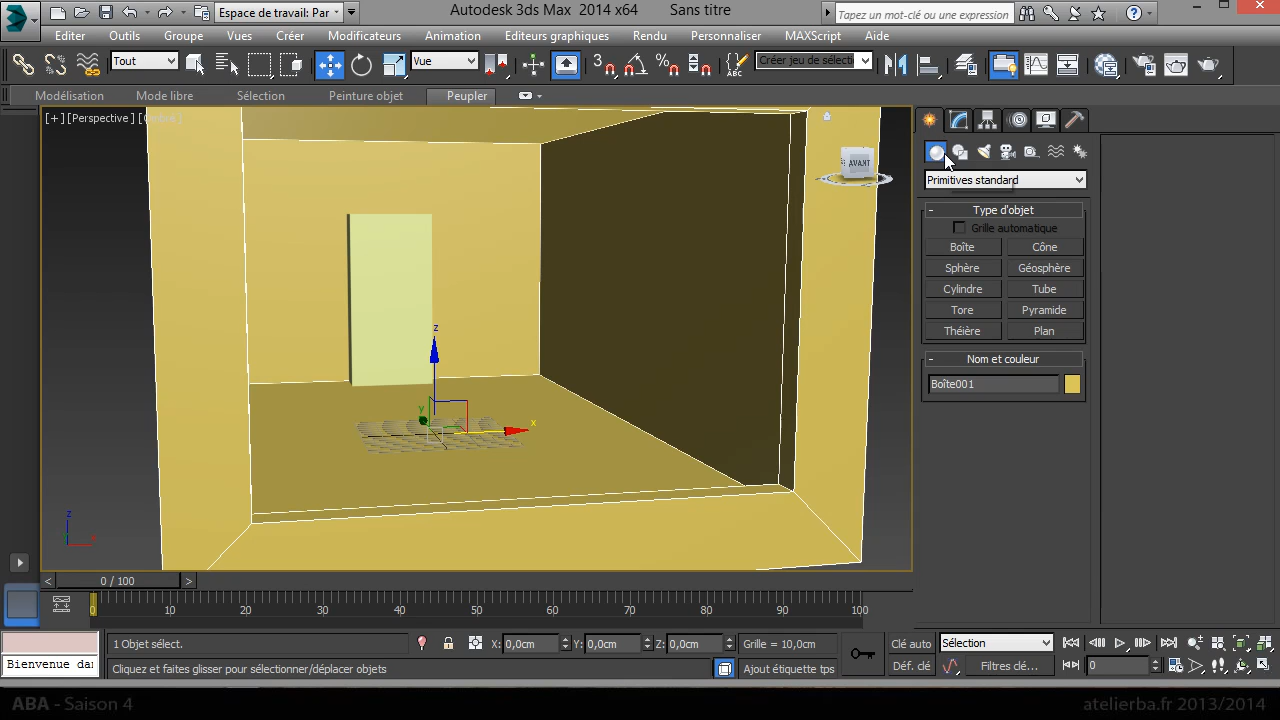 Espace de travail: Par
Autodesk 3ds Max 2014 x64 Sans titre
Tapez un mot-clé ou une expression
Editer Outils Groupe Vues Créer Modificateurs Animation Editeurs graphiques Rendu Personnaliser MAXScript Aide
Tout Vue 3 Créer jeu de sélecti
Modélisation Mode libre Sélection Peinture objet Peupler
[+] [Perspective]
AVANT
Primitives standard
- Type d'objet
Grille automatique
Boîte Cône
Sphère Géosphère
Cylindre Tube
Tore Pyramide
Théière Plan
- Nom et couleur
Boîte001
z
y
x
z
< 0 / 100 >
0 10 20 30 40 50 60 70 80 90 100
1 Objet sélect. X: 0,0cm Y: 0,0cm Z: 0,0cm Grille = 10,0cm Clé auto Sélection
Bienvenue da Cliquez et faites glisser pour sélectionner/déplacer objets Ajout étiquette tps Déf. clé Filtres clé... 0
ABA - Saison 4 atelierba.fr 2013/2014